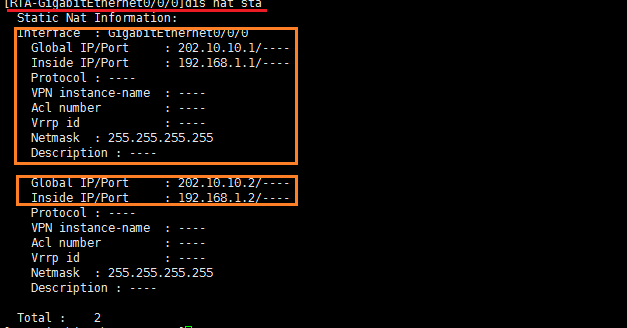 [RTA-GigabitEthernet0/0/0]dis nat sta
Static Nat Information:
Interface : GigabitEthernet0/0/0
Global IP/Port : 202.10.10.1/----
Inside IP/Port : 192.168.1.1/----
Protocol : ----
VPN instance-name : ----
Acl number : ----
Vrrp id : ----
Netmask : 255.255.255.255
Description : ----
Global IP/Port : 202.10.10.2/----
Inside IP/Port : 192.168.1.2/----
Protocol : ----
VPN instance-name : ----
Acl number : ----
Vrrp id : ----
Netmask : 255.255.255.255
Description : ----
Total : 2